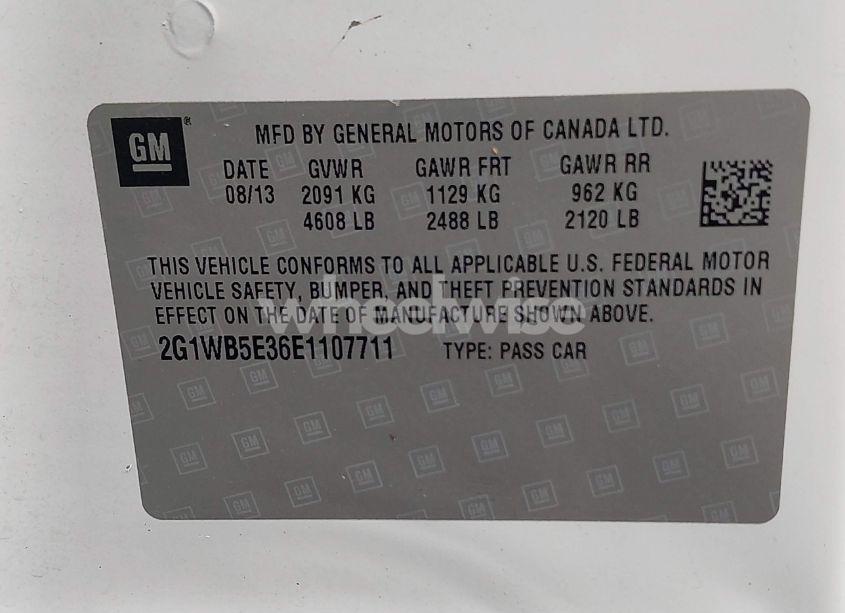 GM ®
MFD BY GENERAL MOTORS OF CANADA LTD.
DATE GVWR GAWR FRT GAWR RR
08/13 2091 KG 1129 KG 962 KG
4608 LB 2488 LB 2120 LB
THIS VEHICLE CONFORMS TO ALL APPLICABLE U.S. FEDERAL MOTOR
VEHICLE SAFETY, BUMPER, AND THEFT PREVENTION STANDARDS IN
EFFECT ON THE DATE OF MANUFACTURE SHOWN ABOVE.
wheelwise
2G1WB5E36E1107711 TYPE: PASS CAR